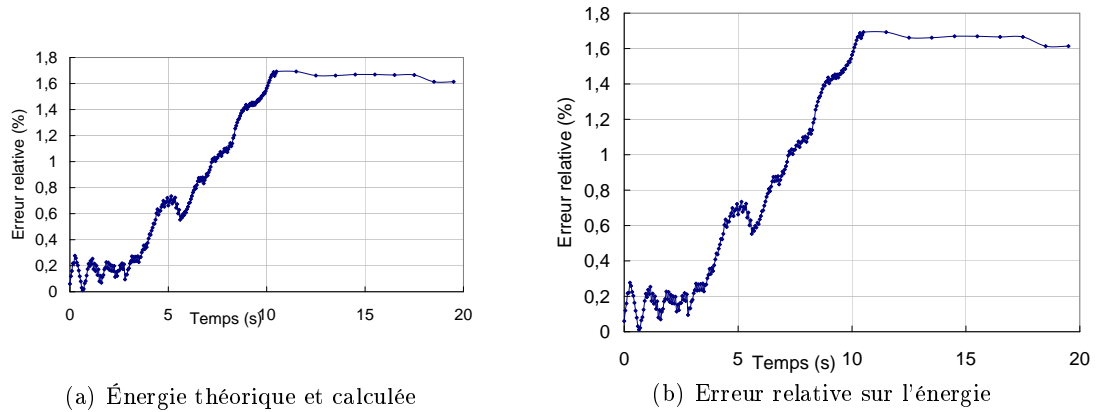 1,8
1,6
1,4
1,2
1
0,8
0,6
0,4
0,2
0
Erreur relative (%)
0 5 10 15 20
Temps (s)
(a) Énergie théorique et calculée
1,8
1,6
1,4
1,2
1
0,8
0,6
0,4
0,2
0
Erreur relative (%)
0 5 10 15 20
Temps (s)
(b) Erreur relative sur l'énergie